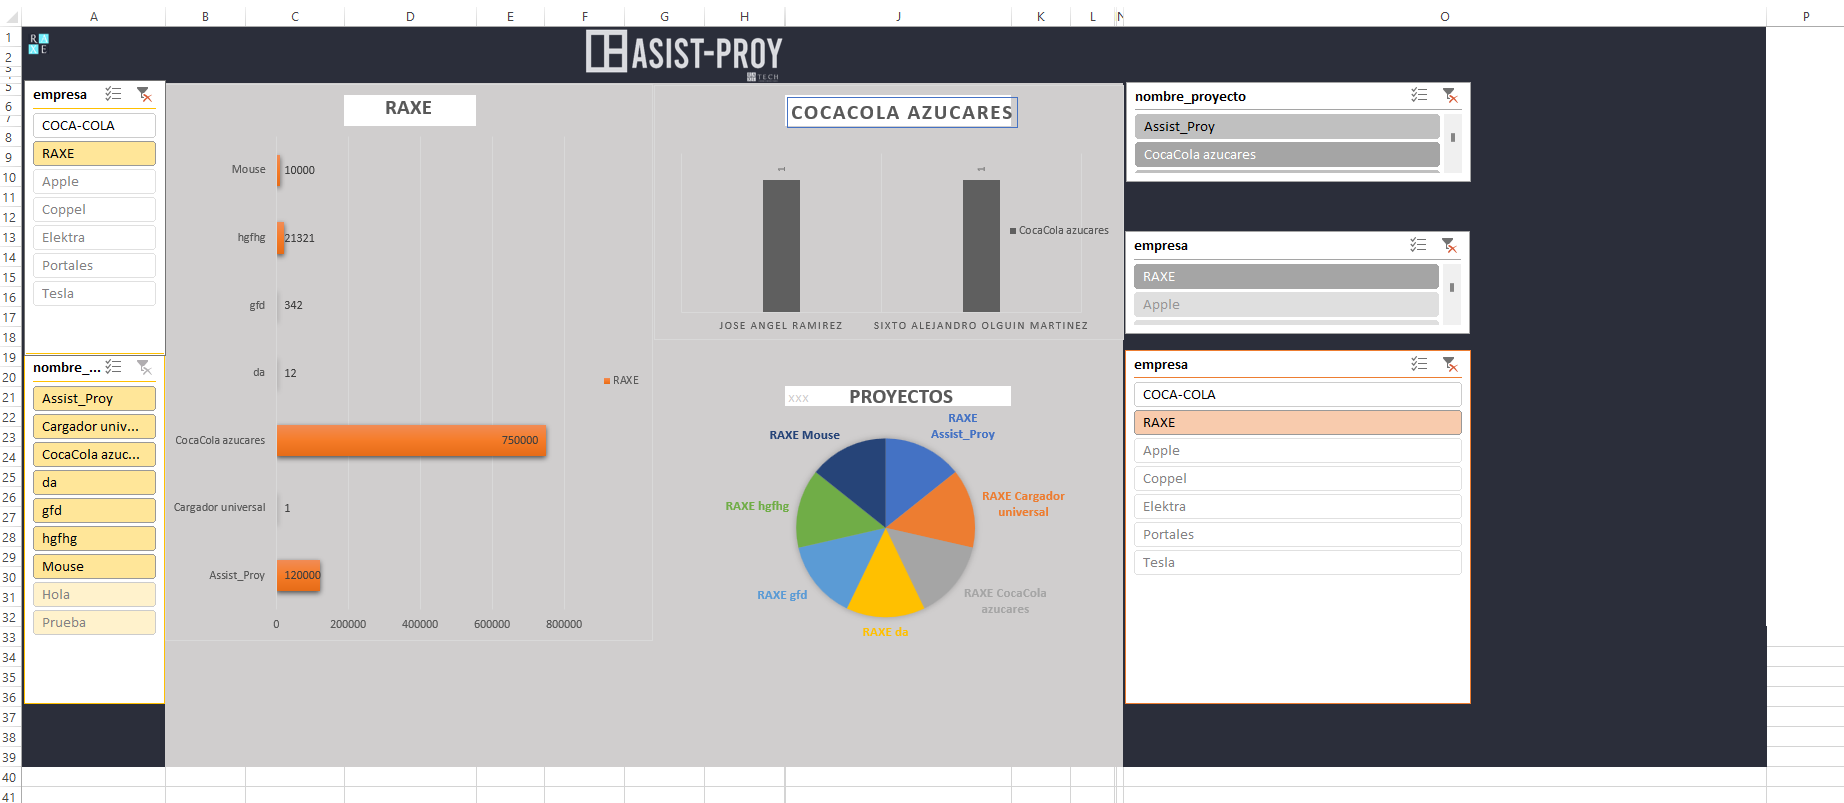 A B C D E F G H I J K L N O P
1
2
3
5
6
7
8
9
10
11
12
13
14
15
16
17
18
19
20
21
22
23
24
25
26
27
28
29
30
31
32
33
34
35
36
37
38
39
40
41
R A
X E
ASIST-PROY
TECH
empresa
COCA-COLA
RAXE
Apple
Coppel
Elektra
Portales
Tesla
nombre_...
Assist_Proy
Cargador univ...
CocaCola azuc...
da
gfd
hgfhg
Mouse
Hola
Prueba
RAXE
Mouse 10000
hgfhg 21321
gfd 342
da 12
CocaCola azucares 750000
Cargador universal 1
Assist_Proy 120000
0 200000 400000 600000 800000
RAXE
COCACOLA AZUCARES
1 1
CocaCola azucares
JOSE ANGEL RAMIREZ SIXTO ALEJANDRO OLGUIN MARTINEZ
xxx PROYECTOS
RAXE
Assist_Proy
RAXE Cargador
universal
RAXE CocaCola
azucares
RAXE da
RAXE gfd
RAXE hgfhg
RAXE Mouse
nombre_proyecto
Assist_Proy
CocaCola azucares
empresa
RAXE
Apple
empresa
COCA-COLA
RAXE
Apple
Coppel
Elektra
Portales
Tesla